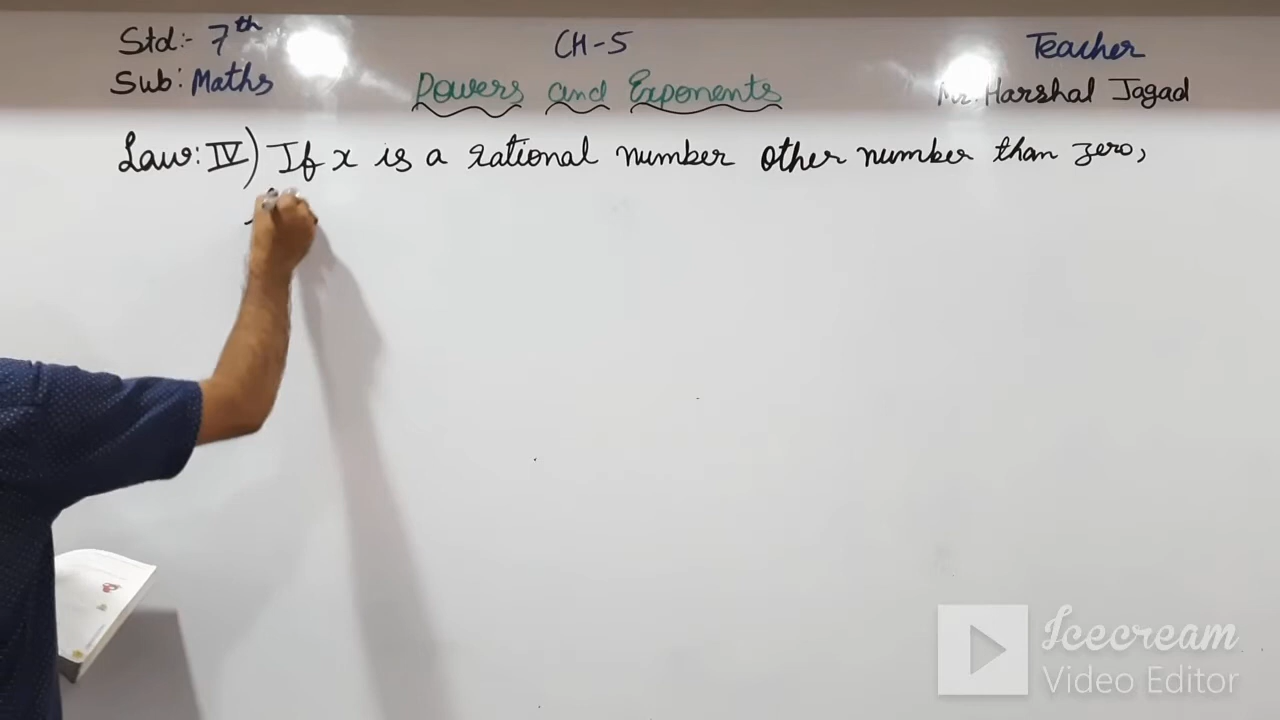 Std:- 7th
CH-5
Teacher
Sub: Maths
Powers and Exponents
Mr. Harshal Jagad
Law: IV) If x is a rational number other number than zero,
Icecream
Video Editor